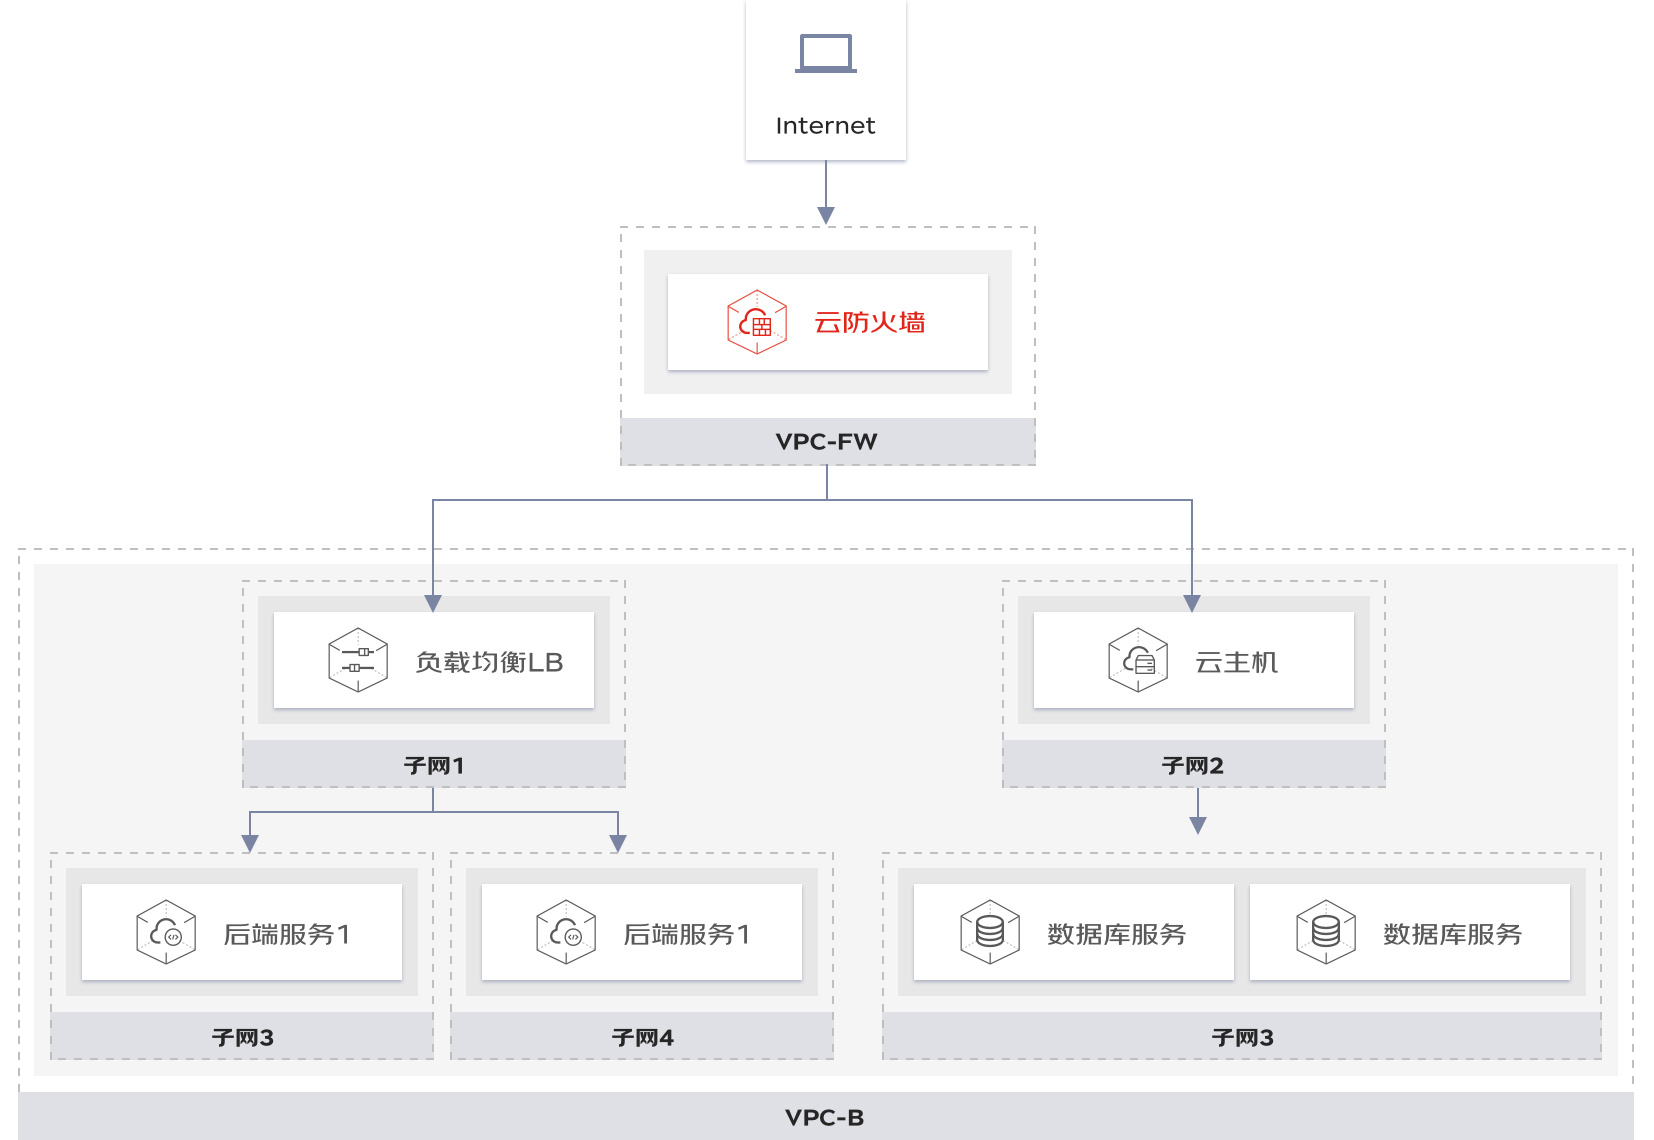 Internet
云防火墙
VPC-FW
负载均衡LB
云主机
子网1
子网2
后端服务1
后端服务1
数据库服务
数据库服务
子网3
子网4
子网3
VPC-B